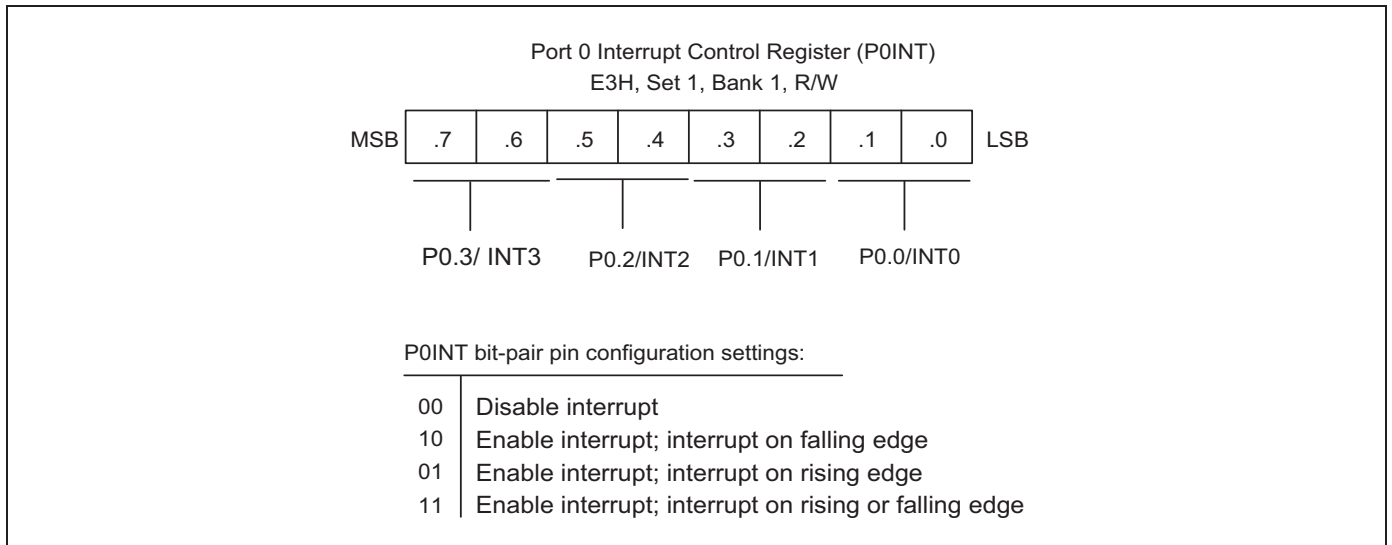 Port 0 Interrupt Control Register (P0INT)
E3H, Set 1, Bank 1, R/W
MSB .7 .6 .5 .4 .3 .2 .1 .0 LSB
P0.3/ INT3 P0.2/INT2 P0.1/INT1 P0.0/INT0
P0INT bit-pair pin configuration settings:
00 Disable interrupt
10 Enable interrupt; interrupt on falling edge
01 Enable interrupt; interrupt on rising edge
11 Enable interrupt; interrupt on rising or falling edge